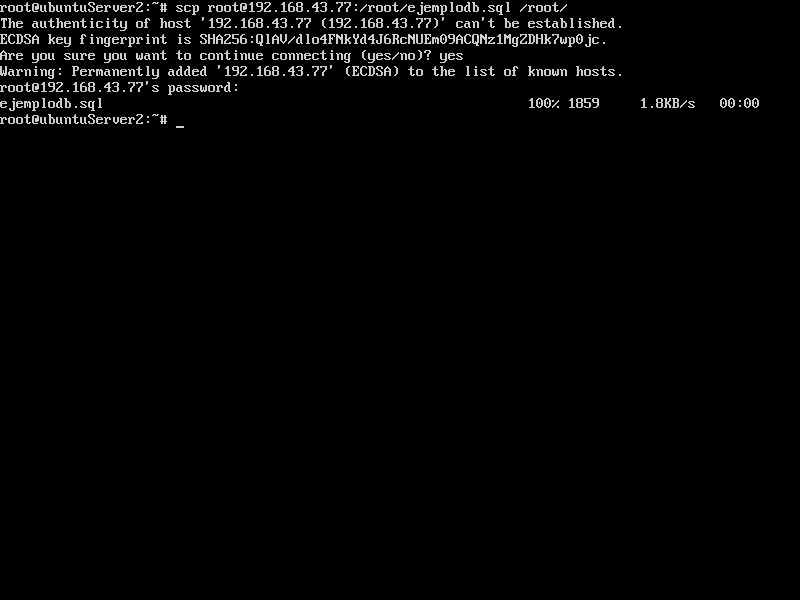 root@ubuntuServer2:~# scp root@192.168.43.77:/root/ejemplodb.sql /root/
The authenticity of host '192.168.43.77 (192.168.43.77)' can't be established.
ECDSA key fingerprint is SHA256:QlAV/dlo4FNkYd4J6RcNUEm09ACQNz1MgZDHk7wp0jc.
Are you sure you want to continue connecting (yes/no)? yes
Warning: Permanently added '192.168.43.77' (ECDSA) to the list of known hosts.
root@192.168.43.77's password:
ejemplodb.sql 100% 1859 1.8KB/s 00:00
root@ubuntuServer2:~# _